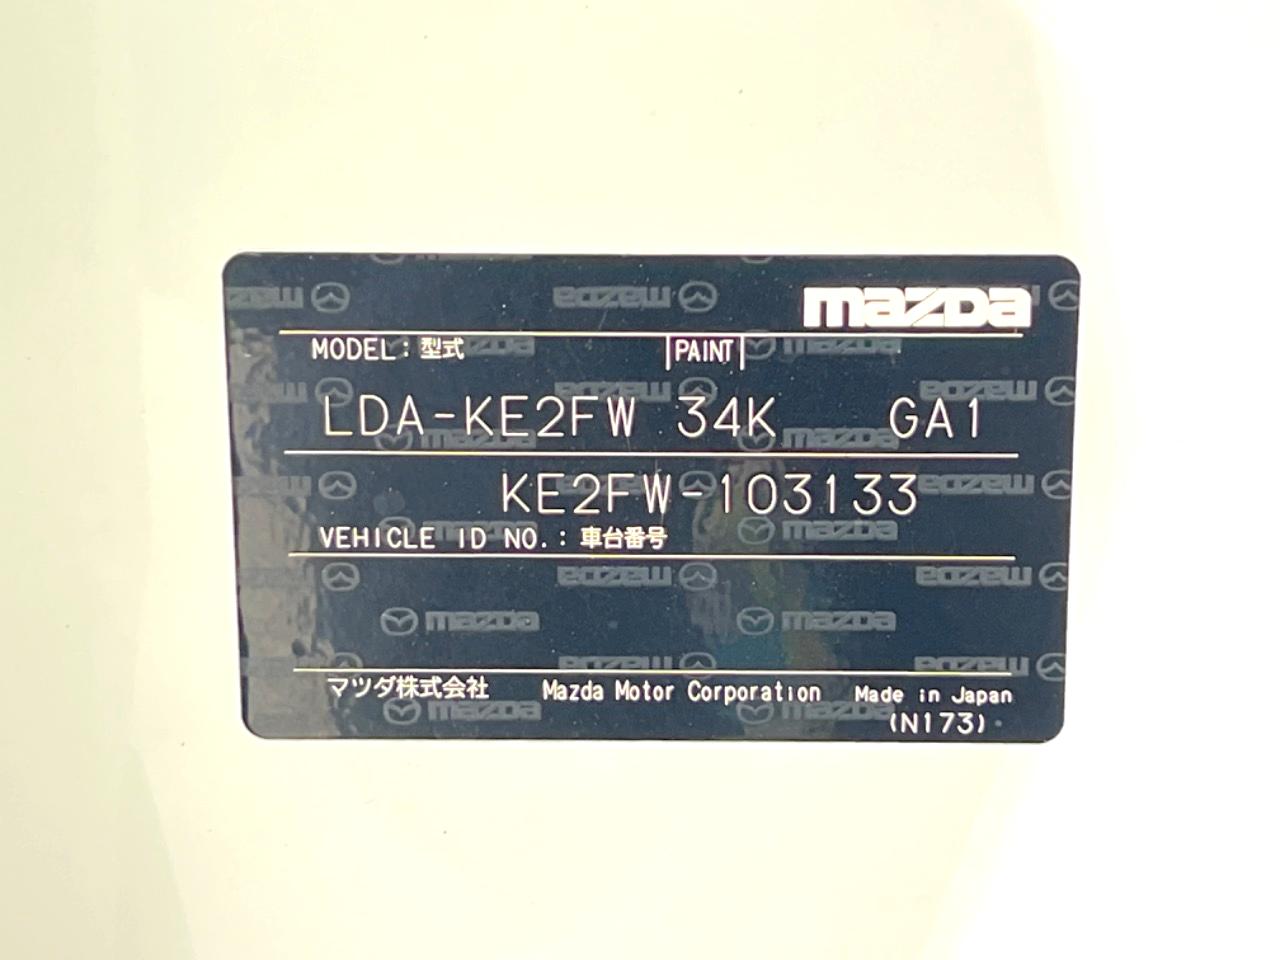 mazda
MODEL: 型式 PAINT
LDA-KE2FW 34K GA1
KE2FW-103133
VEHICLE ID NO.: 車台番号
マツダ株式会社 Mazda Motor Corporation Made in Japan
(N173)